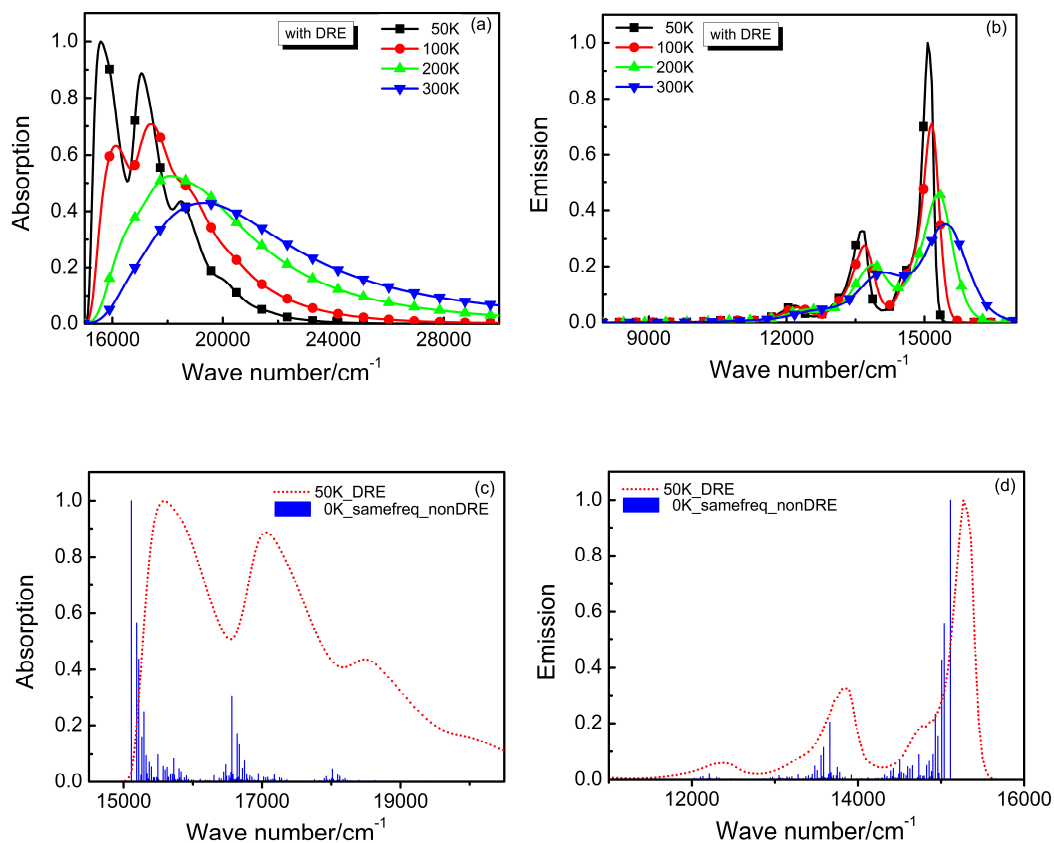 with DRE
50K
100K
200K
300K
(a)
1.0
0.8
0.6
0.4
0.2
0.0
Absorption
16000 20000 24000 28000
Wave number/cm-1
50K
100K
200K
300K
with DRE
(b)
1.0
0.8
0.6
0.4
0.2
0.0
Emission
9000 12000 15000
Wave number/cm-1
50K_DRE
0K_samefreq_nonDRE
(c)
1.0
0.8
0.6
0.4
0.2
0.0
Absorption
15000 17000 19000
Wave number/cm-1
50K_DRE
0K_samefreq_nonDRE
(d)
1.0
0.8
0.6
0.4
0.2
0.0
Emission
12000 14000 16000
Wave number/cm-1